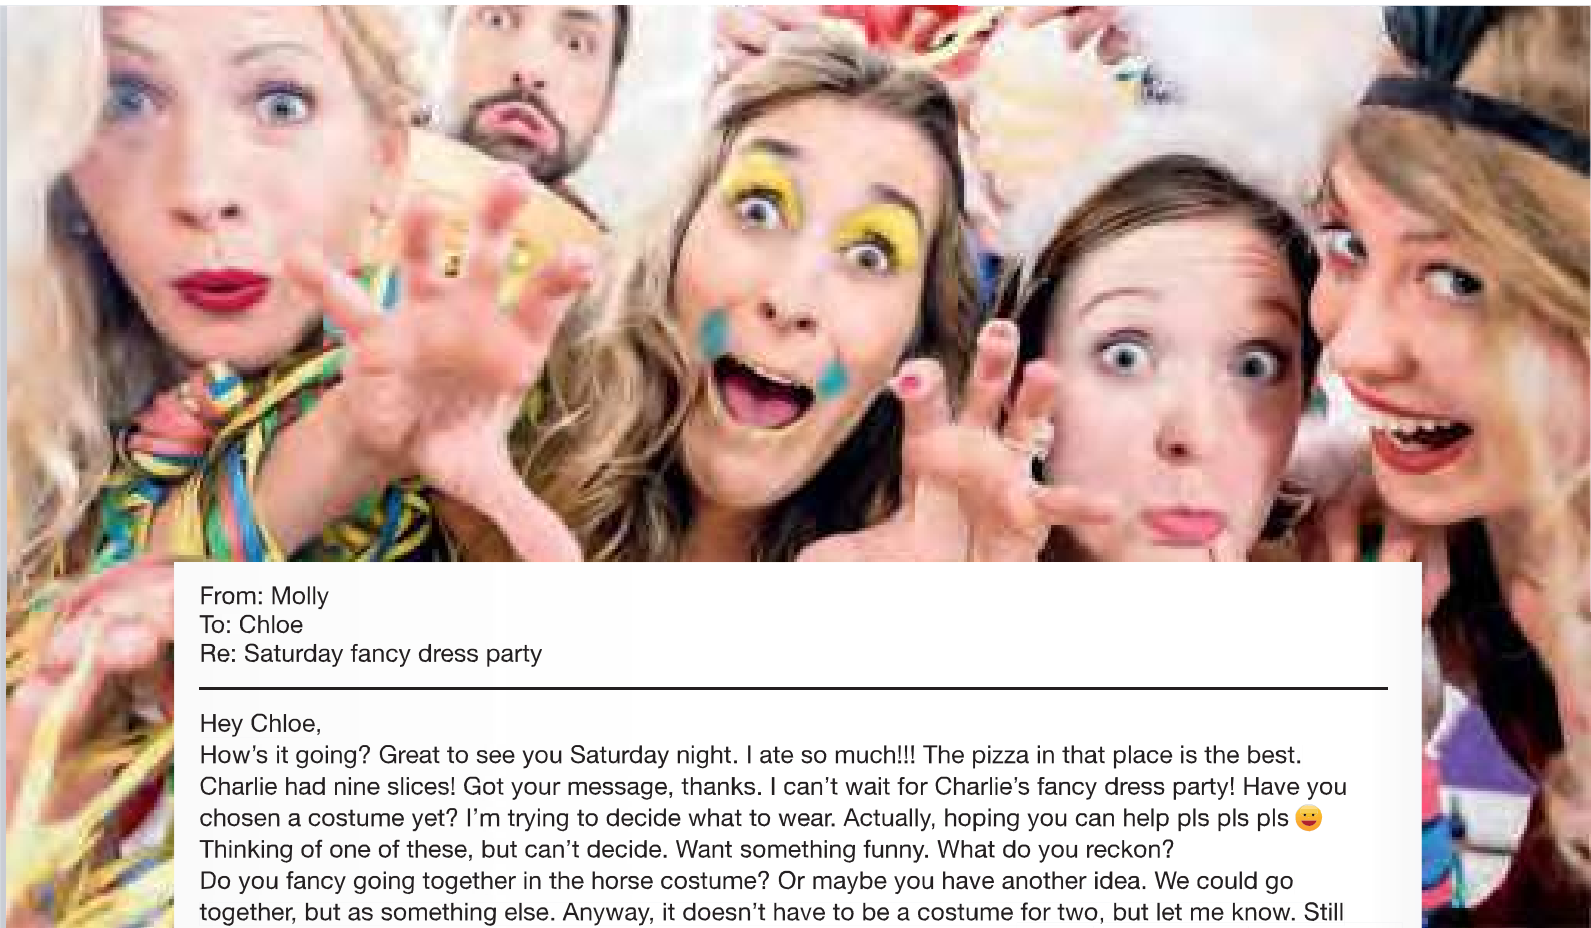 From: Molly
To: Chloe
Re: Saturday fancy dress party
Hey Chloe,
How’s it going? Great to see you Saturday night. I ate so much!!! The pizza in that place is the best.
Charlie had nine slices! Got your message, thanks. I can’t wait for Charlie’s fancy dress party! Have you
chosen a costume yet? I’m trying to decide what to wear. Actually, hoping you can help pls pls pls 😀
Thinking of one of these, but can’t decide. Want something funny. What do you reckon?
Do you fancy going together in the horse costume? Or maybe you have another idea. We could go
together, but as something else. Anyway, it doesn’t have to be a costume for two, but let me know. Still